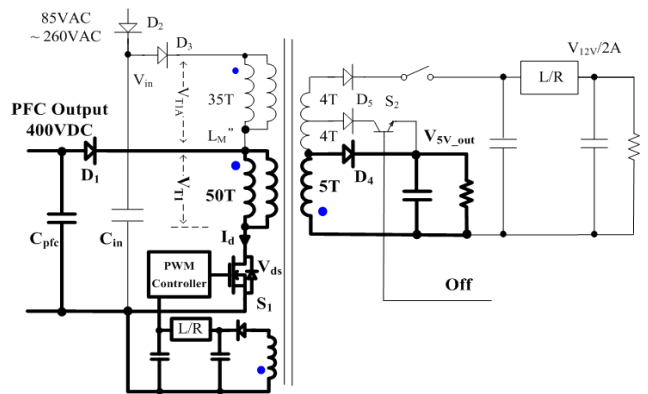 85VAC
~ 260VAC
D2
D3
Vin
VT1A
35T
LM"
PFC Output
400VDC
D1
VT1
50T
Cpfc
Cin
Id
PWM
Controller
Vds
S1
L/R
4T
D5
S2
4T
V5V_out
5T
D4
V12V/2A
L/R
Off